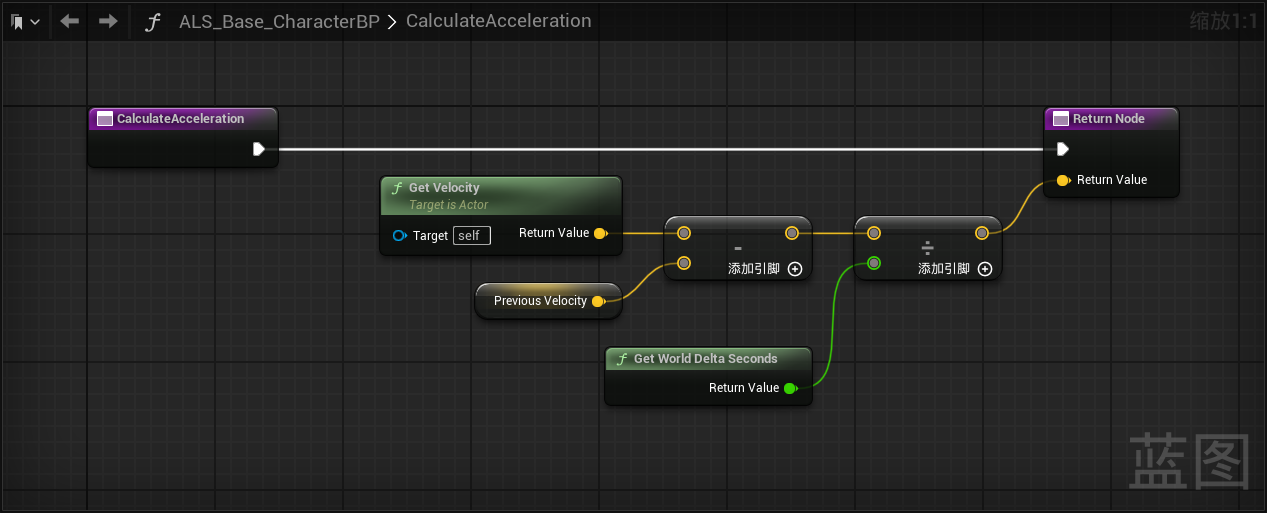 ALS_Base_CharacterBP > CalculateAcceleration
缩放1:1
CalculateAcceleration
Return Node
Return Value
Get Velocity
Target is Actor
Target self
Return Value
-
添加引脚
÷
添加引脚
Previous Velocity
Get World Delta Seconds
Return Value
蓝图